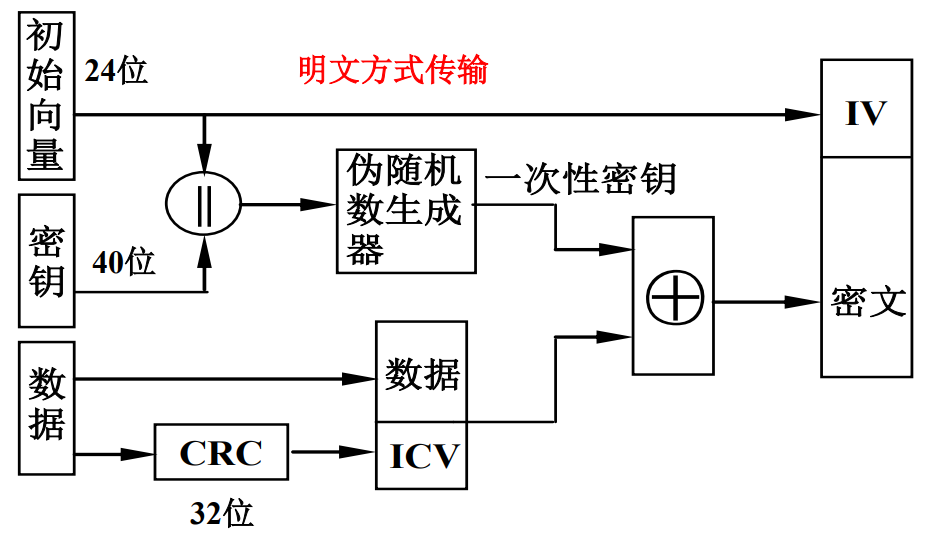 初始向量
24位
明文方式传输
IV
||
伪随机
数生成
器
一次性密钥
密钥
40位
密文
数据
数据
CRC
ICV
32位